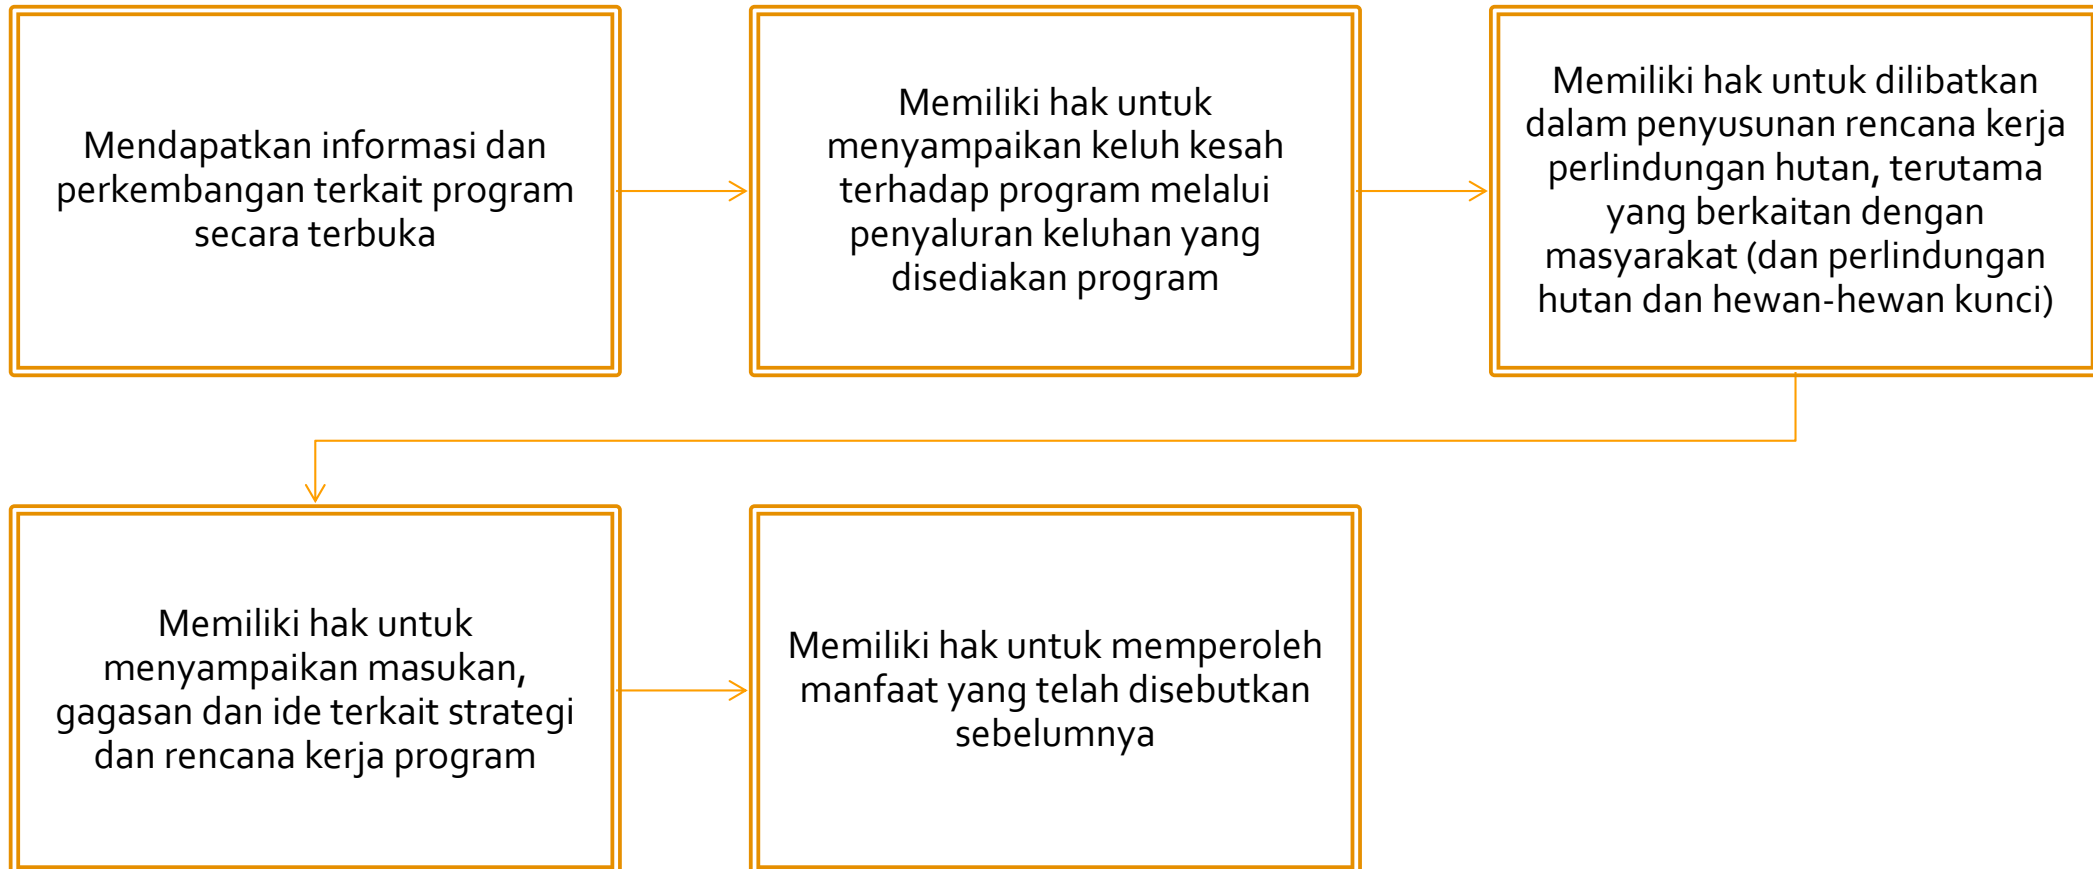 Mendapatkan informasi dan
perkembangan terkait program
secara terbuka
Memiliki hak untuk
menyampaikan keluh kesah
terhadap program melalui
penyaluran keluhan yang
disediakan program
Memiliki hak untuk dilibatkan
dalam penyusunan rencana kerja
perlindungan hutan, terutama
yang berkaitan dengan
masyarakat (dan perlindungan
hutan dan hewan-hewan kunci)
Memiliki hak untuk
menyampaikan masukan,
gagasan dan ide terkait strategi
dan rencana kerja program
Memiliki hak untuk memperoleh
manfaat yang telah disebutkan
sebelumnya